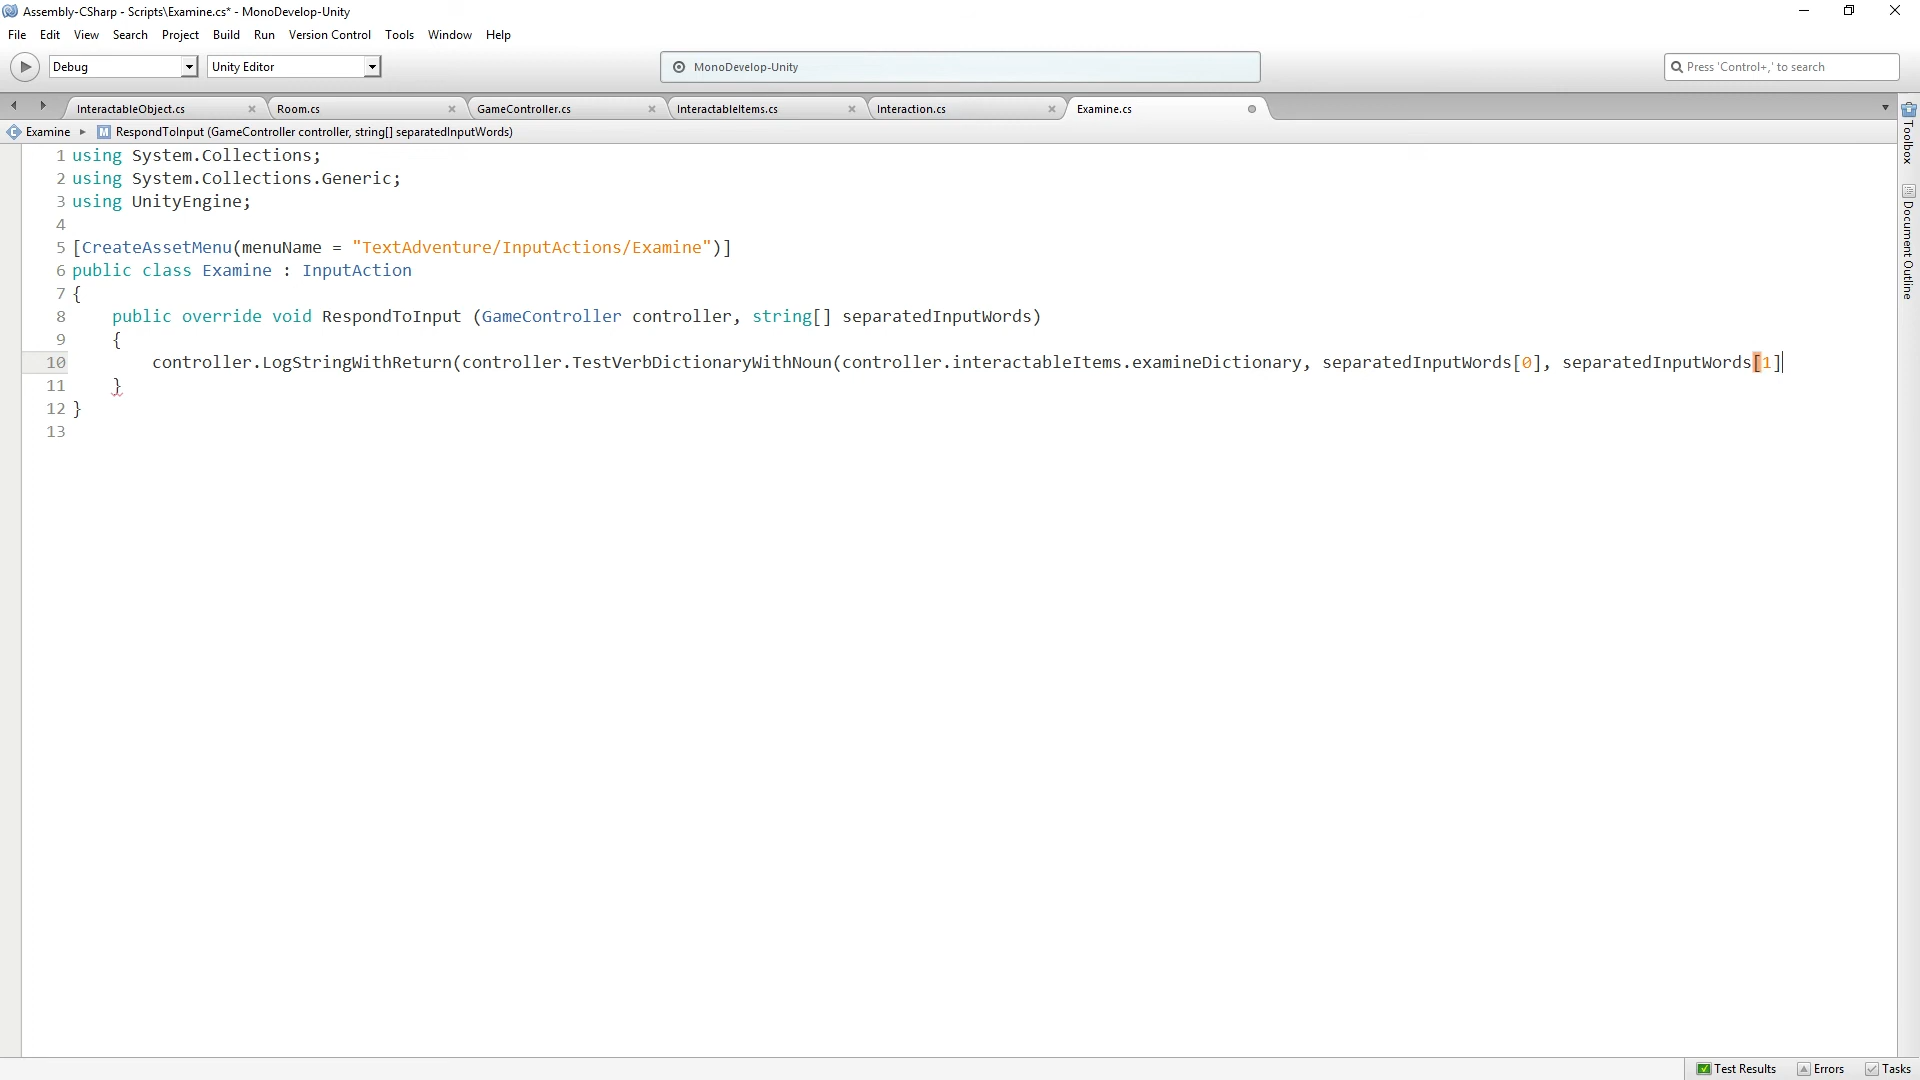 Assembly-CSharp - Scripts\Examine.cs* - MonoDevelop-Unity
File Edit View Search Project Build Run Version Control Tools Window Help
Debug Unity Editor MonoDevelop-Unity Press 'Control+,' to search
InteractableObject.cs Room.cs GameController.cs InteractableItems.cs Interaction.cs Examine.cs
Examine RespondToInput (GameController controller, string[] separatedInputWords)
1 using System.Collections;
2 using System.Collections.Generic;
3 using UnityEngine;
4
5 [CreateAssetMenu(menuName = "TextAdventure/InputActions/Examine")]
6 public class Examine : InputAction
7 {
8 public override void RespondToInput (GameController controller, string[] separatedInputWords)
9 {
10 controller.LogStringWithReturn(controller.TestVerbDictionaryWithNoun(controller.interactableItems.examineDictionary, separatedInputWords[0], separatedInputWords[1]
11 }
12 }
13
Toolbox
Document Outline
Test Results Errors Tasks